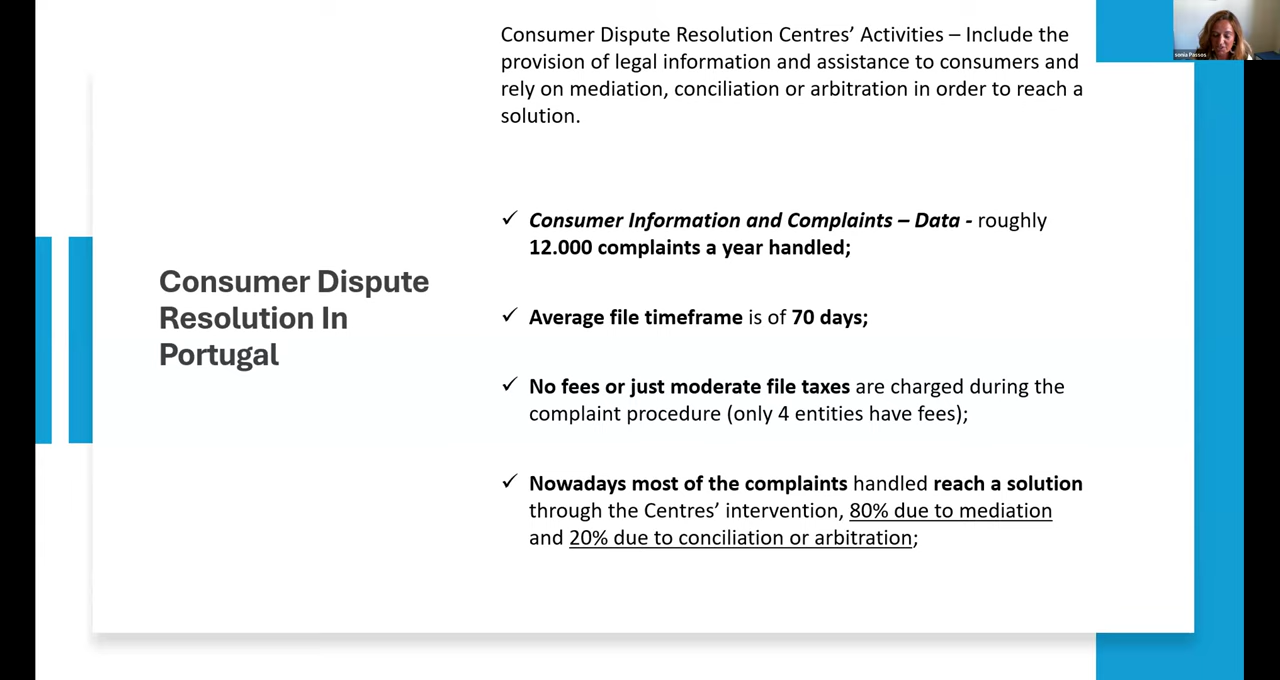 Consumer Dispute Resolution Centres’ Activities – Include the
provision of legal information and assistance to consumers and
rely on mediation, conciliation or arbitration in order to reach a
solution.
sonia Passos
Consumer Dispute
Resolution In
Portugal
✓ Consumer Information and Complaints – Data - roughly
12.000 complaints a year handled;
✓ Average file timeframe is of 70 days;
✓ No fees or just moderate file taxes are charged during the
complaint procedure (only 4 entities have fees);
✓ Nowadays most of the complaints handled reach a solution
through the Centres’ intervention, 80% due to mediation
and 20% due to conciliation or arbitration;